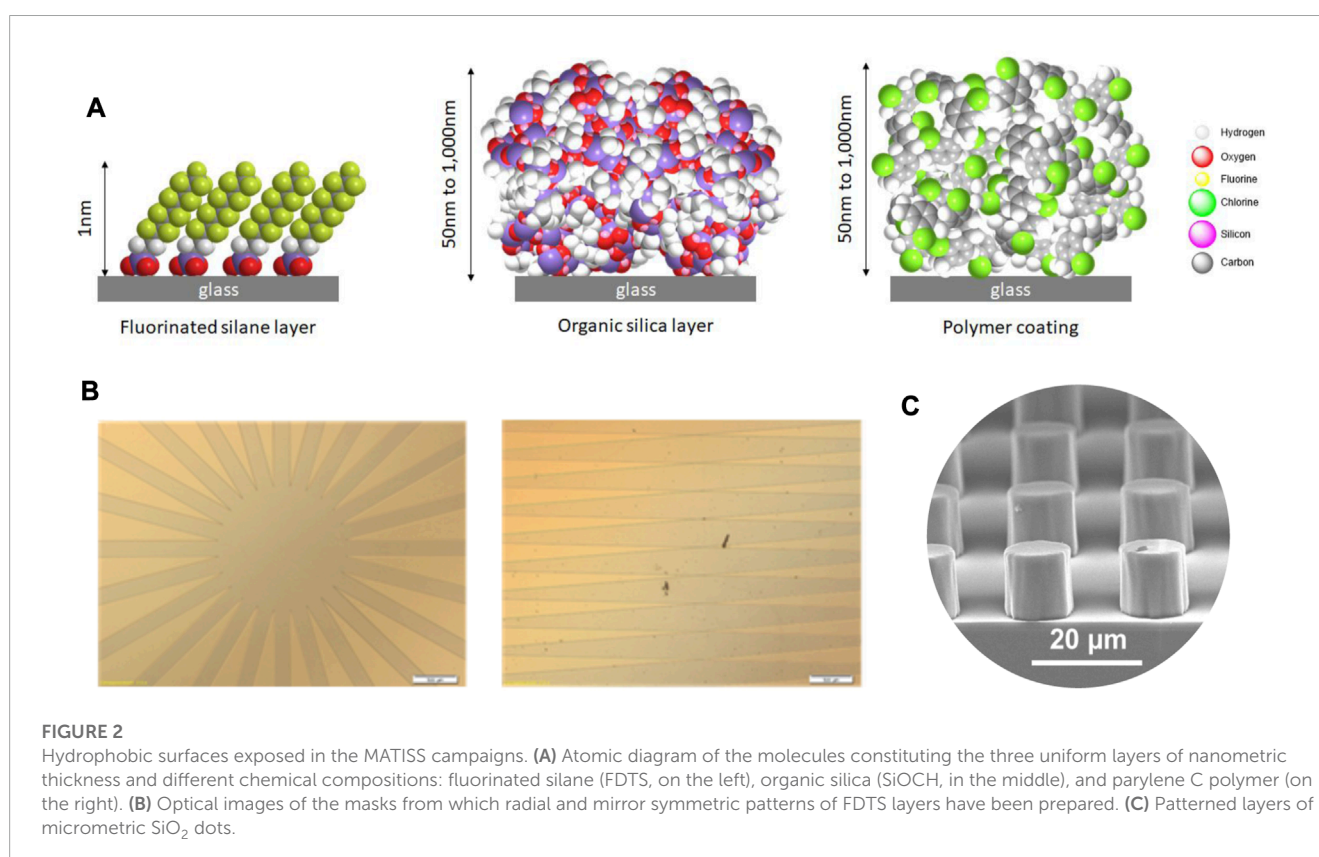 A
1nm
glass
Fluorinated silane layer
50nm to 1,000nm
glass
Organic silica layer
50nm to 1,000nm
glass
Polymer coating
Hydrogen
Oxygen
Fluorine
Chlorine
Silicon
Carbon
B
C
20 µm
FIGURE 2
Hydrophobic surfaces exposed in the MATISS campaigns. (A) Atomic diagram of the molecules constituting the three uniform layers of nanometric
thickness and different chemical compositions: fluorinated silane (FDTS, on the left), organic silica (SiOCH, in the middle), and parylene C polymer (on
the right). (B) Optical images of the masks from which radial and mirror symmetric patterns of FDTS layers have been prepared. (C) Patterned layers of
micrometric SiO₂ dots.